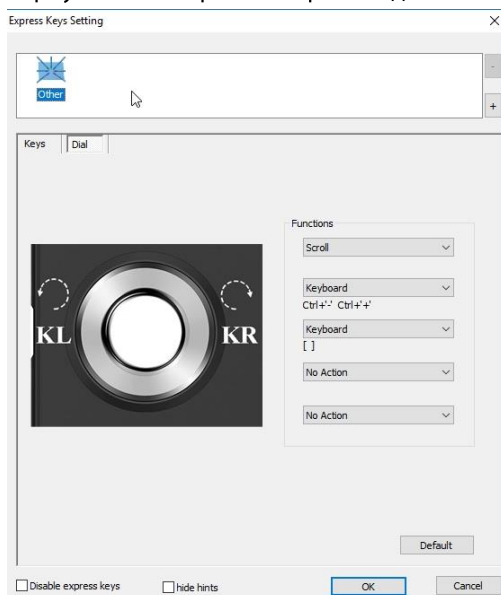 Express Keys Setting
Other
-
+
Keys Dial
Functions
Scroll
KL KR
Keyboard
Ctrl+'-' Ctrl+'+'
Keyboard
[ ]
No Action
No Action
Default
Disable express keys hide hints OK Cancel